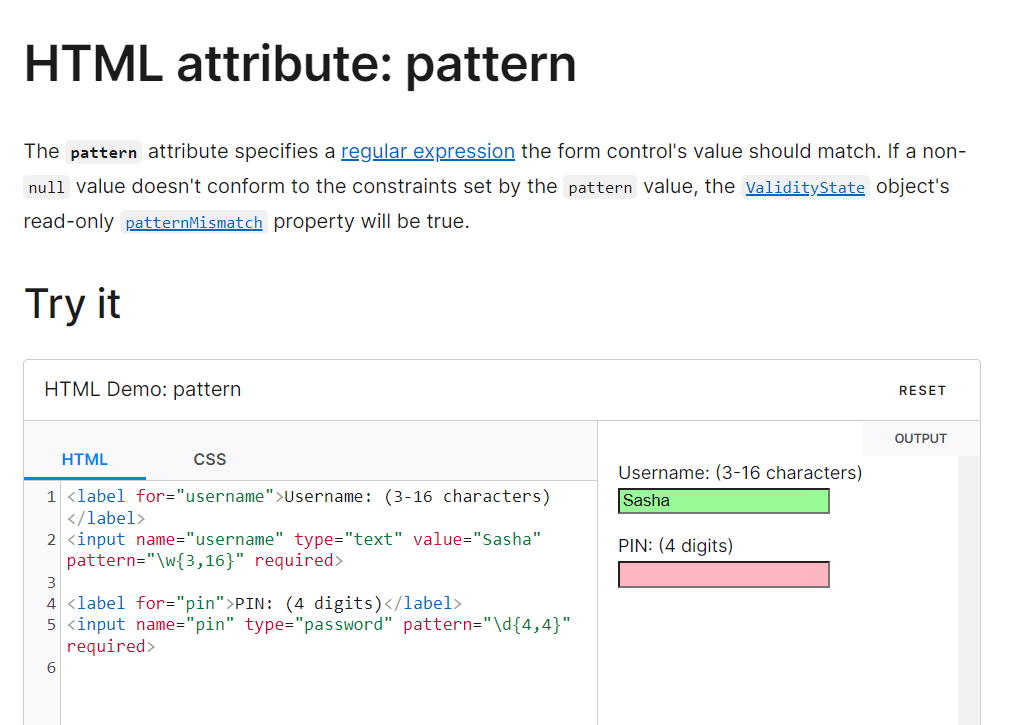 HTML attribute: pattern
The pattern attribute specifies a regular expression the form control's value should match. If a non-
null value doesn't conform to the constraints set by the pattern value, the ValidityState object's
read-only patternMismatch property will be true.
Try it
HTML Demo: pattern
RESET
HTML CSS
1 <label for="username">Username: (3-16 characters)
</label>
2 <input name="username" type="text" value="Sasha"
pattern="\w{3,16}" required>
3
4 <label for="pin">PIN: (4 digits)</label>
5 <input name="pin" type="password" pattern="\d{4,4}"
required>
6
OUTPUT
Username: (3-16 characters)
Sasha
PIN: (4 digits)